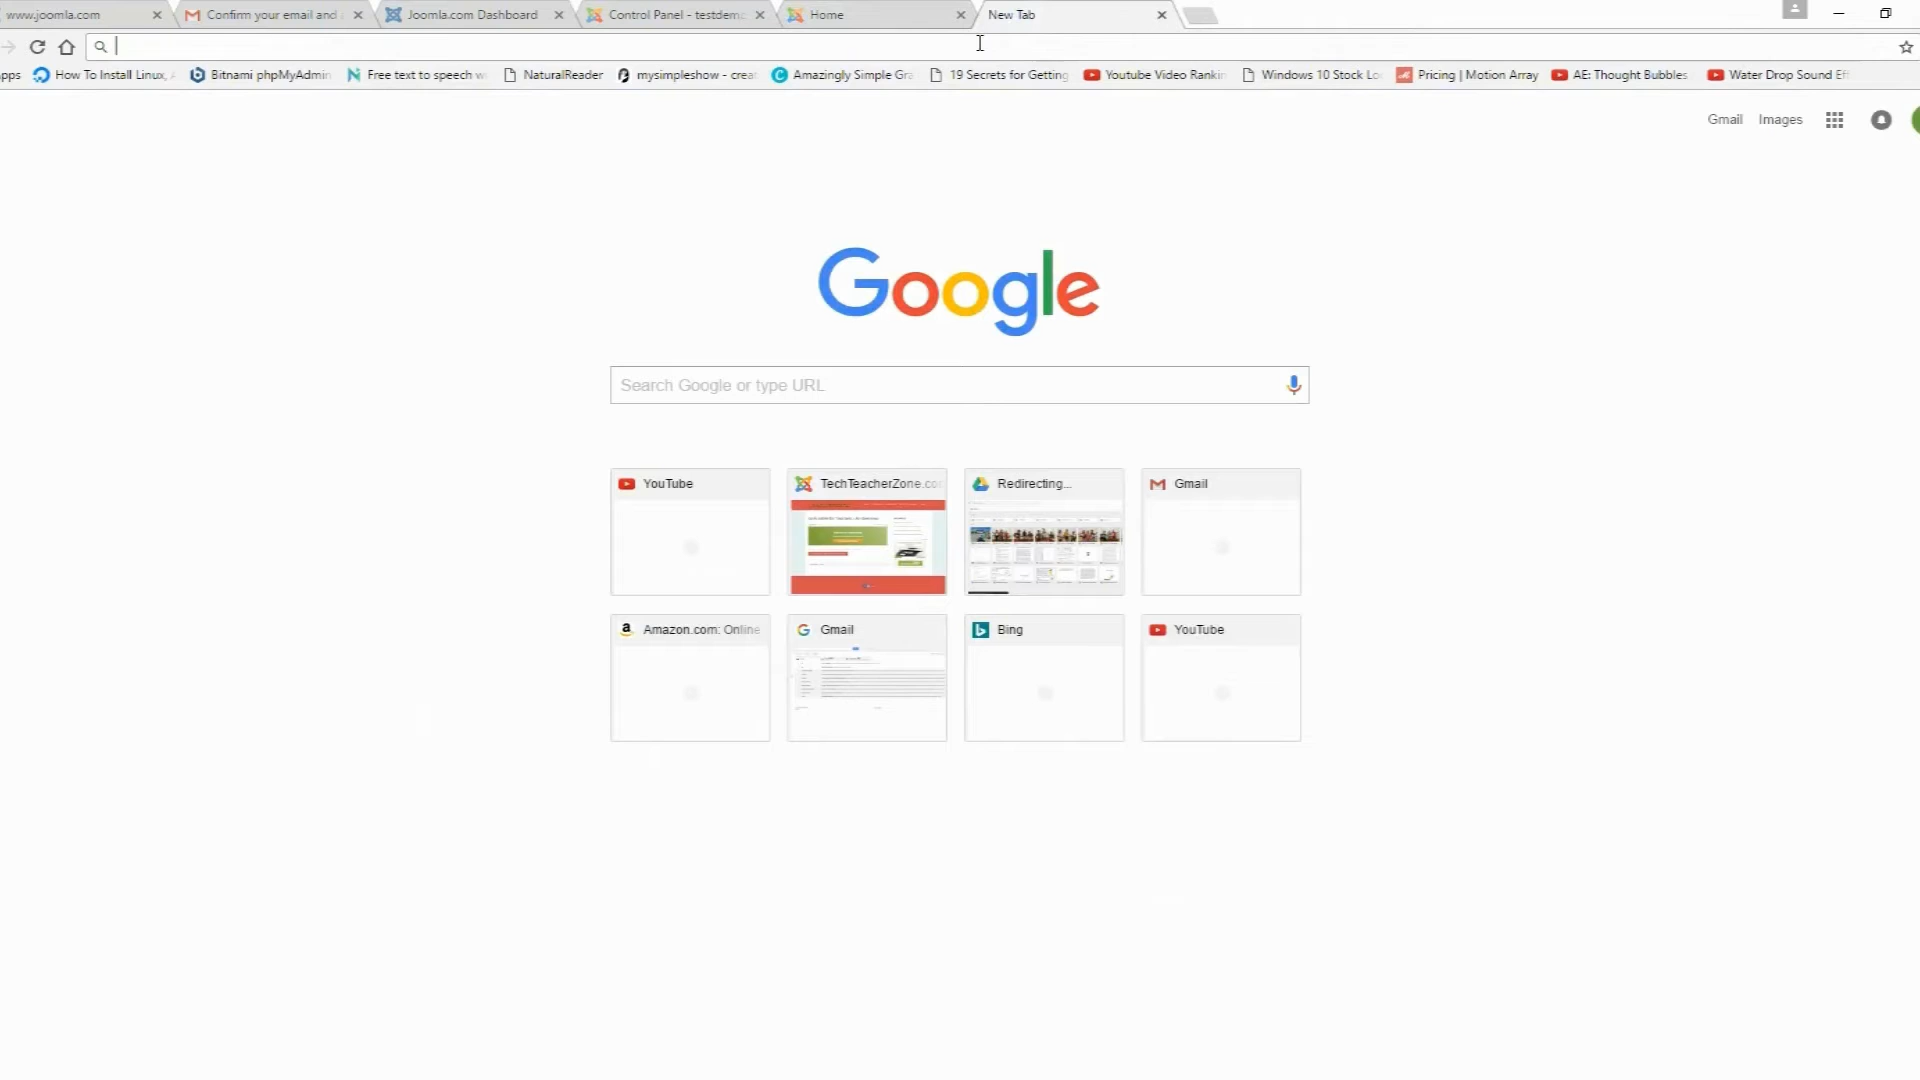 www.joomla.com
Confirm your email and
Joomla.com Dashboard
Control Panel - testdem
Home
New Tab
pps
How To Install Linux,
Bitnami phpMyAdmin
Free text to speech w
NaturalReader
mysimpleshow - crea
Amazingly Simple Gra
19 Secrets for Getting
Youtube Video Rankin
Windows 10 Stock Lo
Pricing | Motion Array
AE: Thought Bubbles
Water Drop Sound Eff
Gmail
Images
Google
Search Google or type URL
YouTube
TechTeacherZone.co
Redirecting...
Gmail
Amazon.com: Online
Gmail
Bing
YouTube